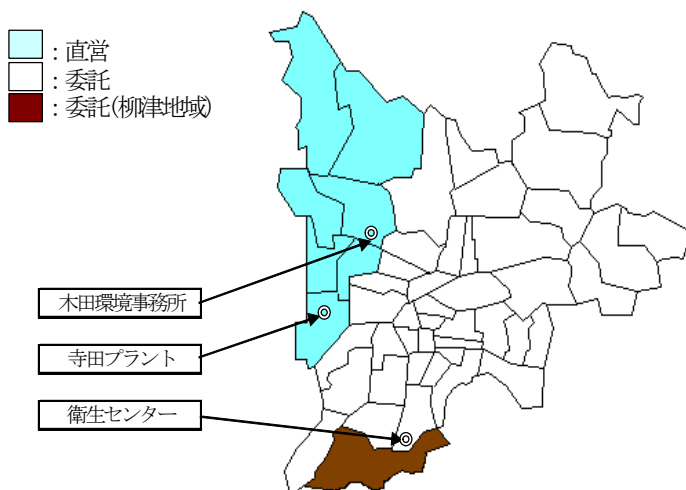 ：直営
：委託
：委託(柳津地域)
木田環境事務所
寺田プラント
衛生センター